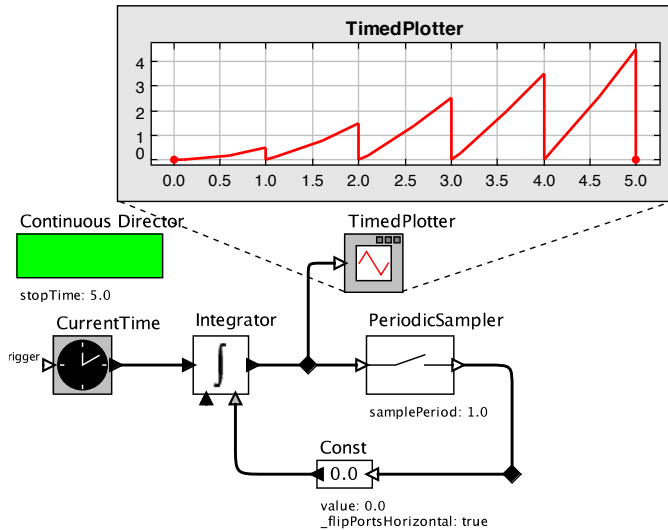 TimedPlotter
4
3
2
1
0
0.0 0.5 1.0 1.5 2.0 2.5 3.0 3.5 4.0 4.5 5.0
Continuous Director
TimedPlotter
stopTime: 5.0
CurrentTime
Integrator
PeriodicSampler
rigger
samplePeriod: 1.0
Const
0.0
value: 0.0
_flipPortsHorizontal: true